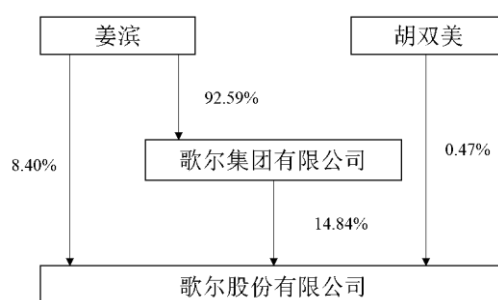 姜滨
胡双美
92.59%
歌尔集团有限公司
8.40%
0.47%
14.84%
歌尔股份有限公司